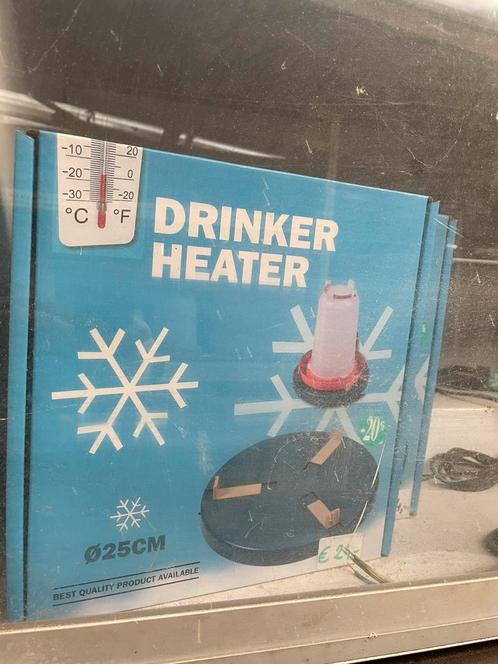 -10 20
-20 0
-30 -20
°C °F
DRINKER
HEATER
-20°
Ø25CM
BEST QUALITY PRODUCT AVAILABLE